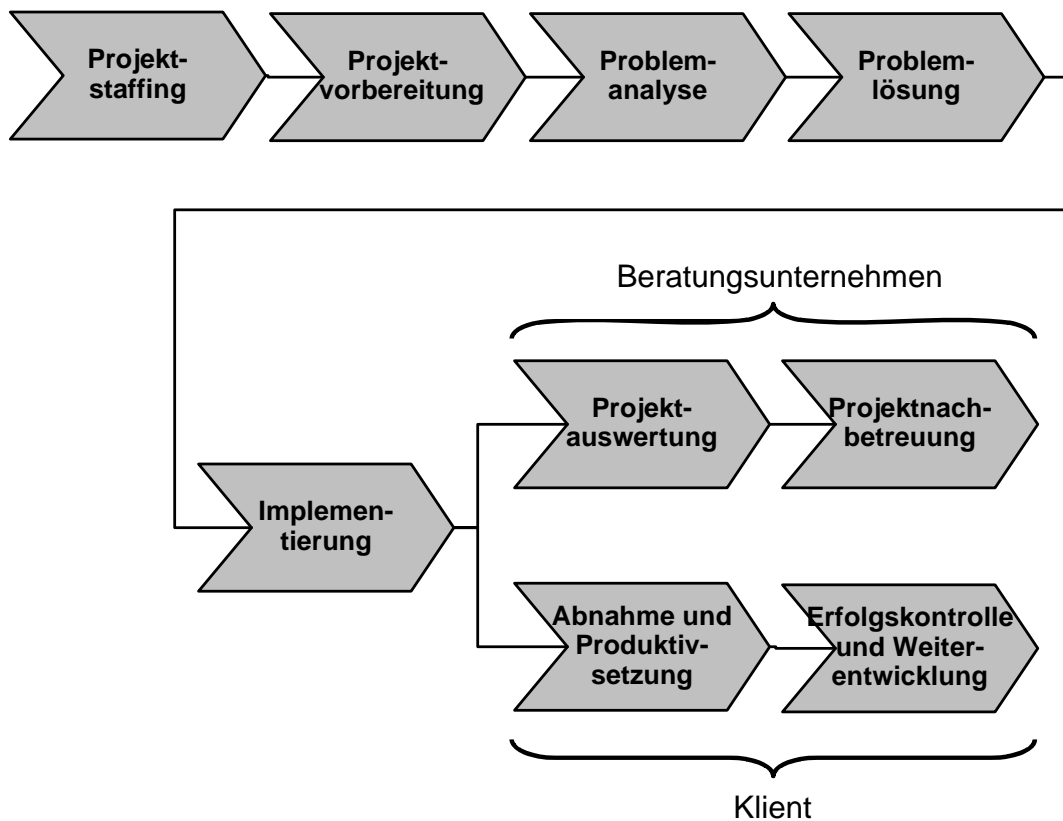 Projekt-
staffing
Projekt-
vorbereitung
Problem-
analyse
Problem-
lösung
Beratungsunternehmen
Projekt-
auswertung
Projektnach-
betreuung
Implemen-
tierung
Abnahme und
Produktiv-
setzung
Erfolgskontrolle
und Weiter-
entwicklung
Klient